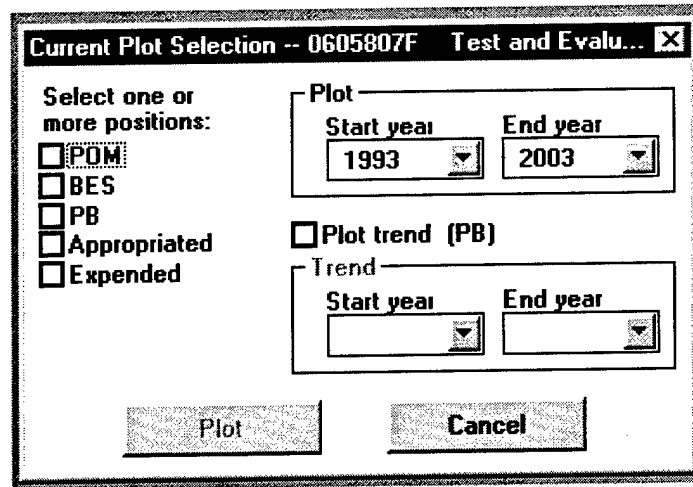 Current Plot Selection -- 0605807F Test and Evalu...
Select one or
more positions:
POM
BES
PB
Appropriated
Expended
Plot
Start year End year
1993 2003
Plot trend (PB)
Trend
Start year End year
Plot Cancel